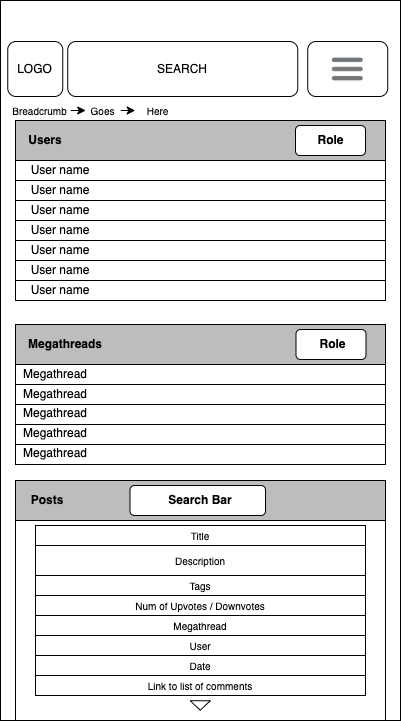 LOGO SEARCH
Breadcrumb Goes Here
Users Role
User name
User name
User name
User name
User name
User name
User name
Megathreads Role
Megathread
Megathread
Megathread
Megathread
Megathread
Posts Search Bar
Title
Description
Tags
Num of Upvotes / Downvotes
Megathread
User
Date
Link to list of comments